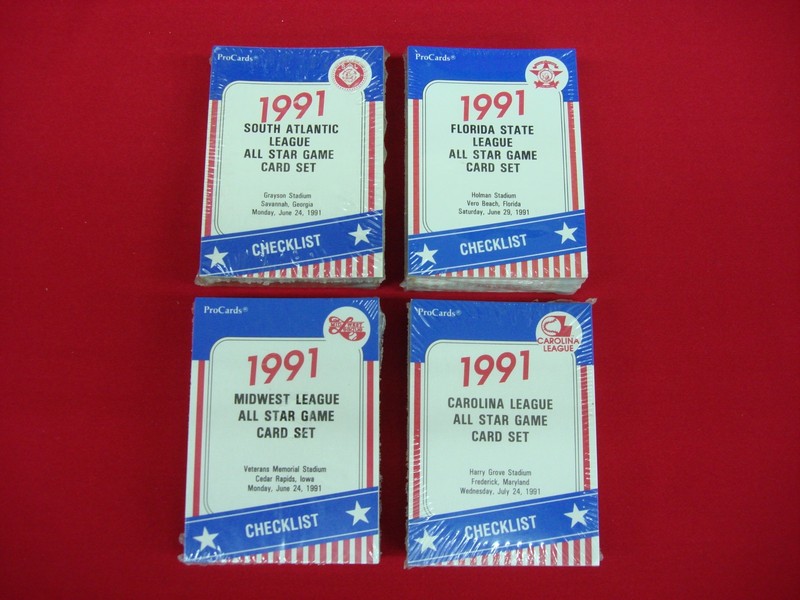 ProCards®
1991
SOUTH ATLANTIC
LEAGUE
ALL STAR GAME
CARD SET
Grayson Stadium
Savannah, Georgia
Monday, June 24, 1991
CHECKLIST
ProCards®
1991
FLORIDA STATE
LEAGUE
ALL STAR GAME
CARD SET
Holman Stadium
Vero Beach, Florida
Saturday, June 29, 1991
CHECKLIST
ProCards®
MIDWEST
LEAGUE
1991
MIDWEST LEAGUE
ALL STAR GAME
CARD SET
Veterans Memorial Stadium
Cedar Rapids, Iowa
Monday, June 24, 1991
CHECKLIST
ProCards®
CAROLINA
LEAGUE
1991
CAROLINA LEAGUE
ALL STAR GAME
CARD SET
Harry Grove Stadium
Frederick, Maryland
Wednesday, July 24, 1991
CHECKLIST